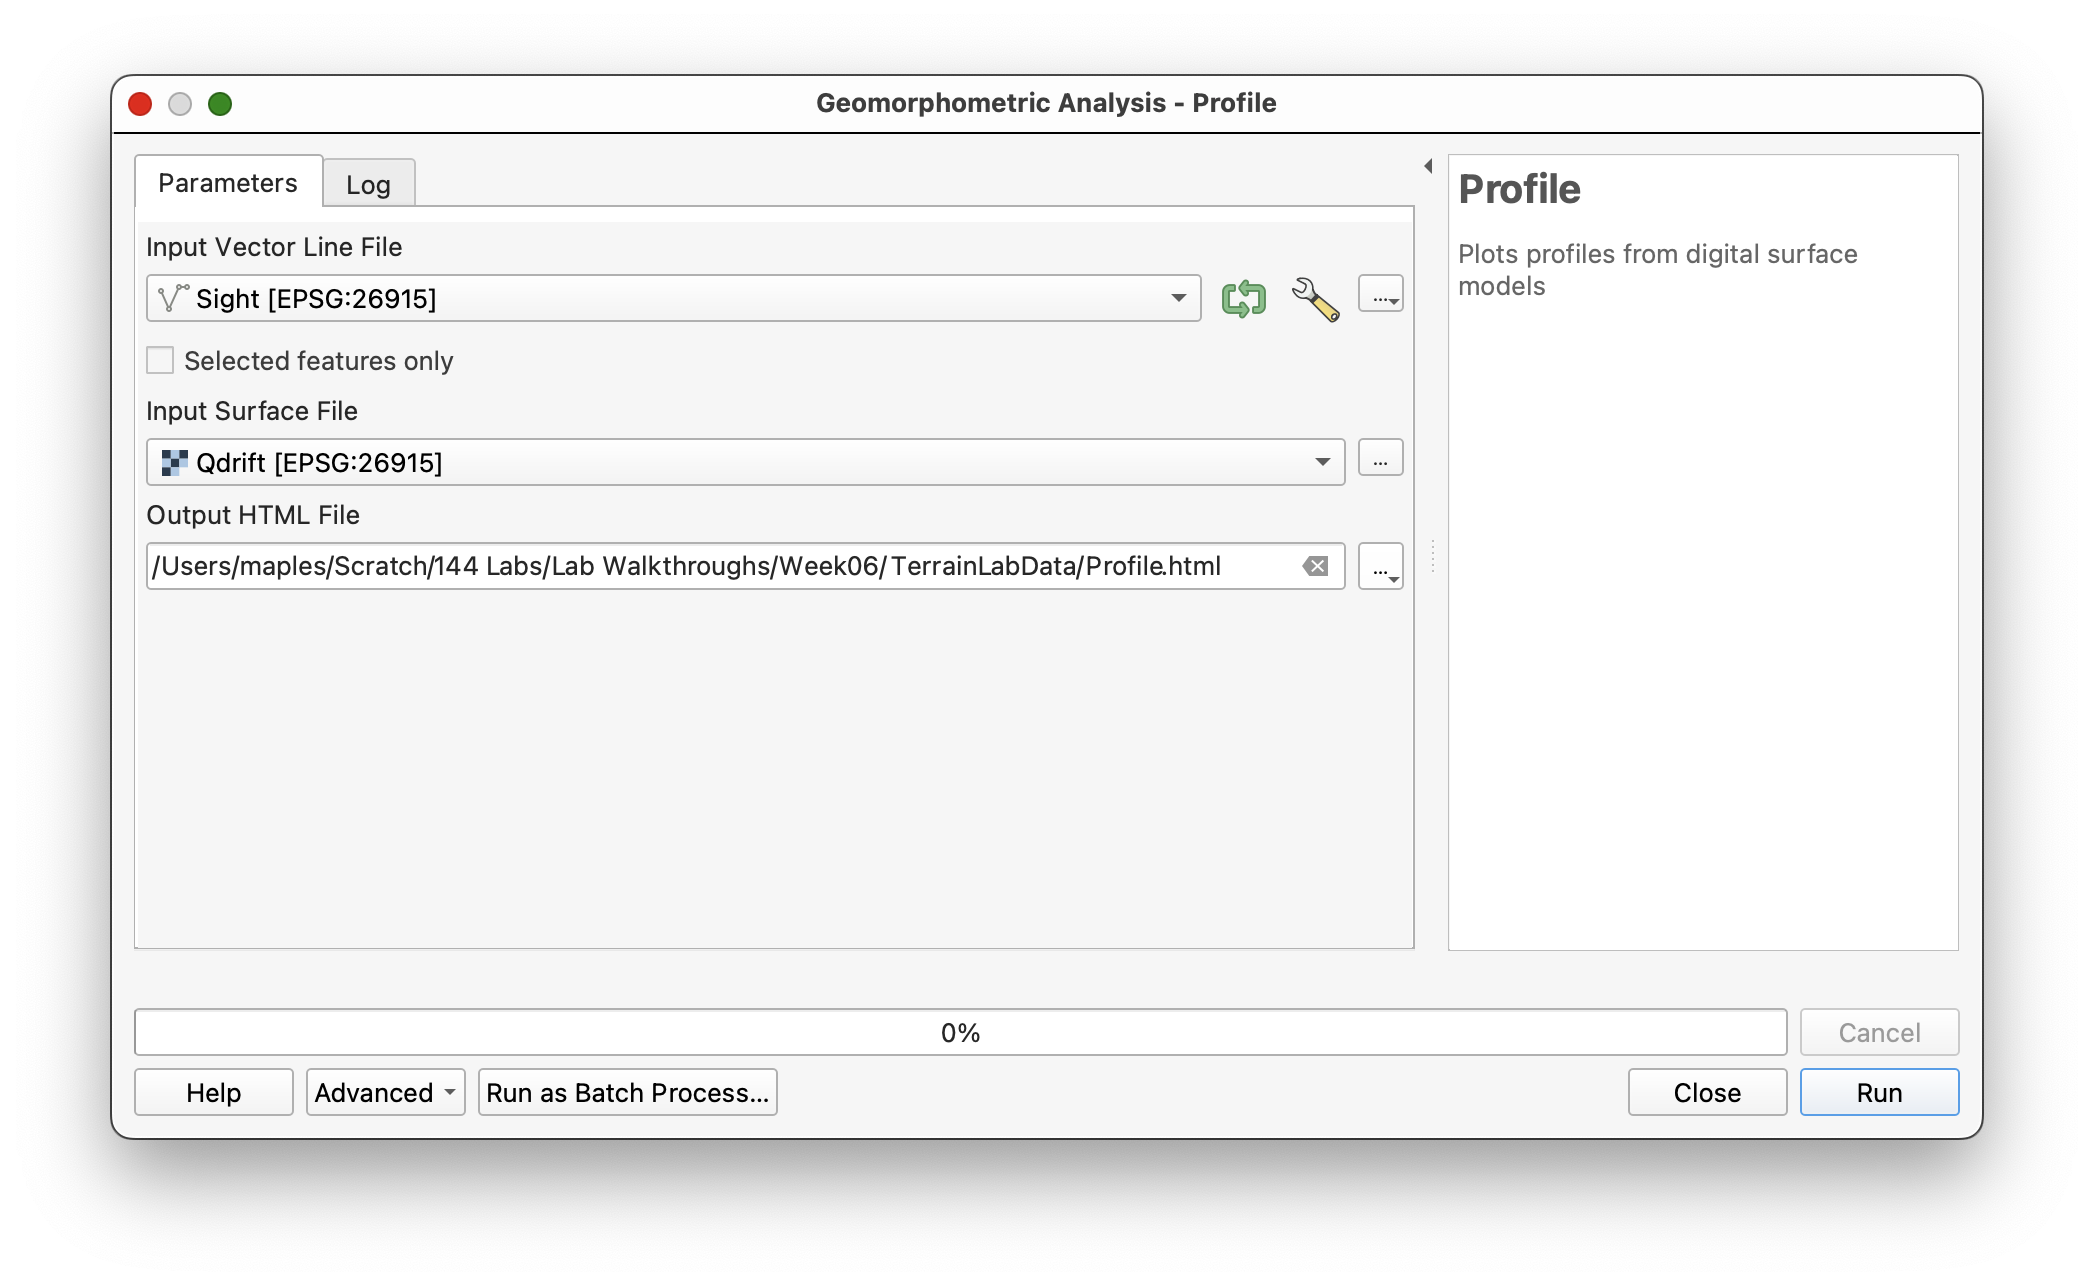 Geomorphometric Analysis - Profile
Parameters
Log
Input Vector Line File
Sight [EPSG:26915]
...
Selected features only
Input Surface File
Qdrift [EPSG:26915]
...
Output HTML File
/Users/maples/Scratch/144 Labs/Lab Walkthroughs/Week06/TerrainLabData/Profile.html
...
Profile
Plots profiles from digital surface
models
0%
Cancel
Help
Advanced
Run as Batch Process...
Close
Run